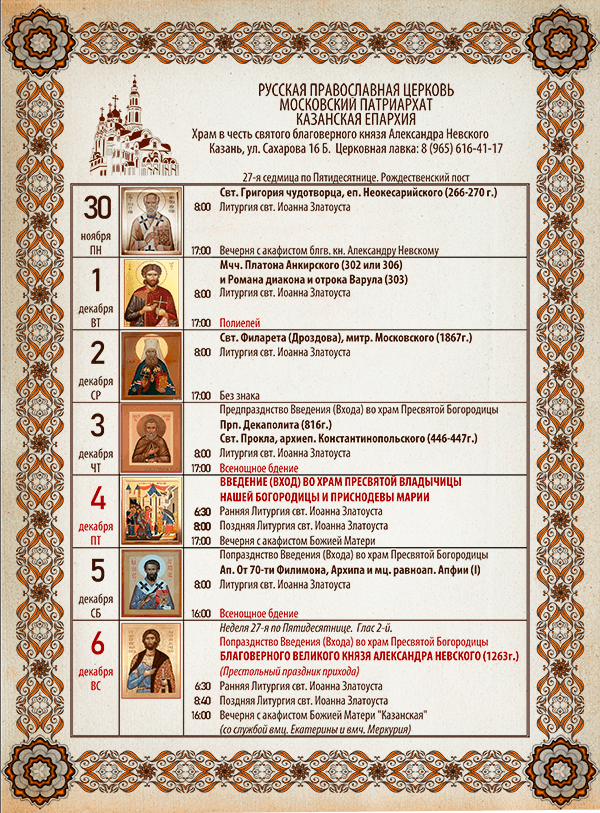 РУССКАЯ ПРАВОСЛАВНАЯ ЦЕРКОВЬ
МОСКОВСКИЙ ПАТРИАРХАТ
КАЗАНСКАЯ ЕПАРХИЯ
Храм в честь святого благоверного князя Александра Невского
Казань, ул. Сахарова 16 Б. Церковная лавка: 8 (965) 616-41-17
27-я седмица по Пятидесятнице. Рождественский пост
30
ноября
ПН
Свт. Григория чудотворца, еп. Неокесарийского (266-270 г.)
8:00 Литургия свт. Иоанна Златоуста
17:00 Вечерня с акафистом блгв. кн. Александру Невскому
1
декабря
ВТ
Мчч. Платона Анкирского (302 или 306)
и Романа диакона и отрока Варула (303)
8:00 Литургия свт. Иоанна Златоуста
17:00 Полиелей
2
декабря
СР
Свт. Филарета (Дроздова), митр. Московского (1867г.)
8:00 Литургия свт. Иоанна Златоуста
17:00 Без знака
3
декабря
ЧТ
Предпразднство Введения (Входа) во храм Пресвятой Богородицы
Прп. Декаполита (816г.)
Свт. Прокла, архиеп. Константинопольского (446-447г.)
8:00 Литургия свт. Иоанна Златоуста
17:00 Всенощное бдение
4
декабря
ПТ
ВВЕДЕНИЕ (ВХОД) ВО ХРАМ ПРЕСВЯТОЙ ВЛАДЫЧИЦЫ
НАШЕЙ БОГОРОДИЦЫ И ПРИСНОДЕВЫ МАРИИ
6:30 Ранняя Литургия свт. Иоанна Златоуста
8:00 Поздняя Литургия свт. Иоанна Златоуста
17:00 Вечерня с акафистом Божией Матери
5
декабря
СБ
Попразднство Введения (Входа) во храм Пресвятой Богородицы
Ап. От 70-ти Филимона, Архипа и мц. равноап. Апфии (I)
8:00 Литургия свт. Иоанна Златоуста
16:00 Всенощное бдение
6
декабря
ВС
Неделя 27-я по Пятидесятнице. Глас 2-й.
Попразднство Введения (Входа) во храм Пресвятой Богородицы
БЛАГОВЕРНОГО ВЕЛИКОГО КНЯЗЯ АЛЕКСАНДРА НЕВСКОГО (1263г.)
(Престольный праздник прихода)
6:30 Ранняя Литургия свт. Иоанна Златоуста
8:40 Поздняя Литургия свт. Иоанна Златоуста
16:00 Вечерня с акафистом Божией Матери "Казанская"
(со службой вмц. Екатерины и вмч. Меркурия)